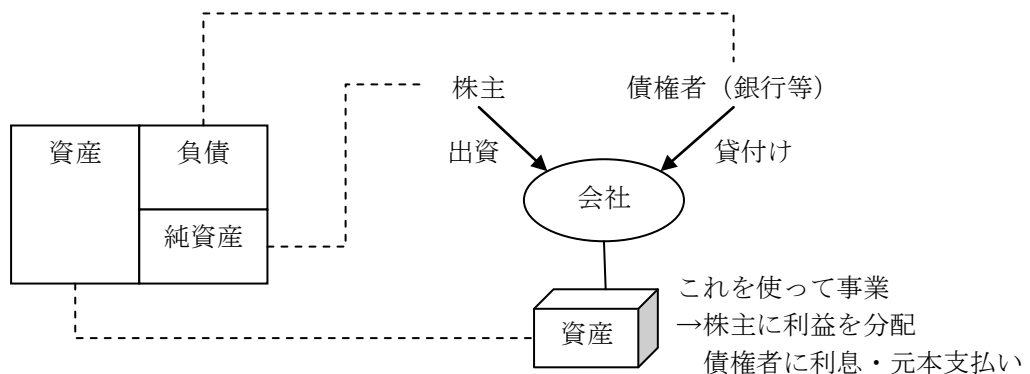 株主
債権者（銀行等）
資産
負債
出資
貸付け
会社
純資産
資産
これを使って事業
→株主に利益を分配
債権者に利息・元本支払い